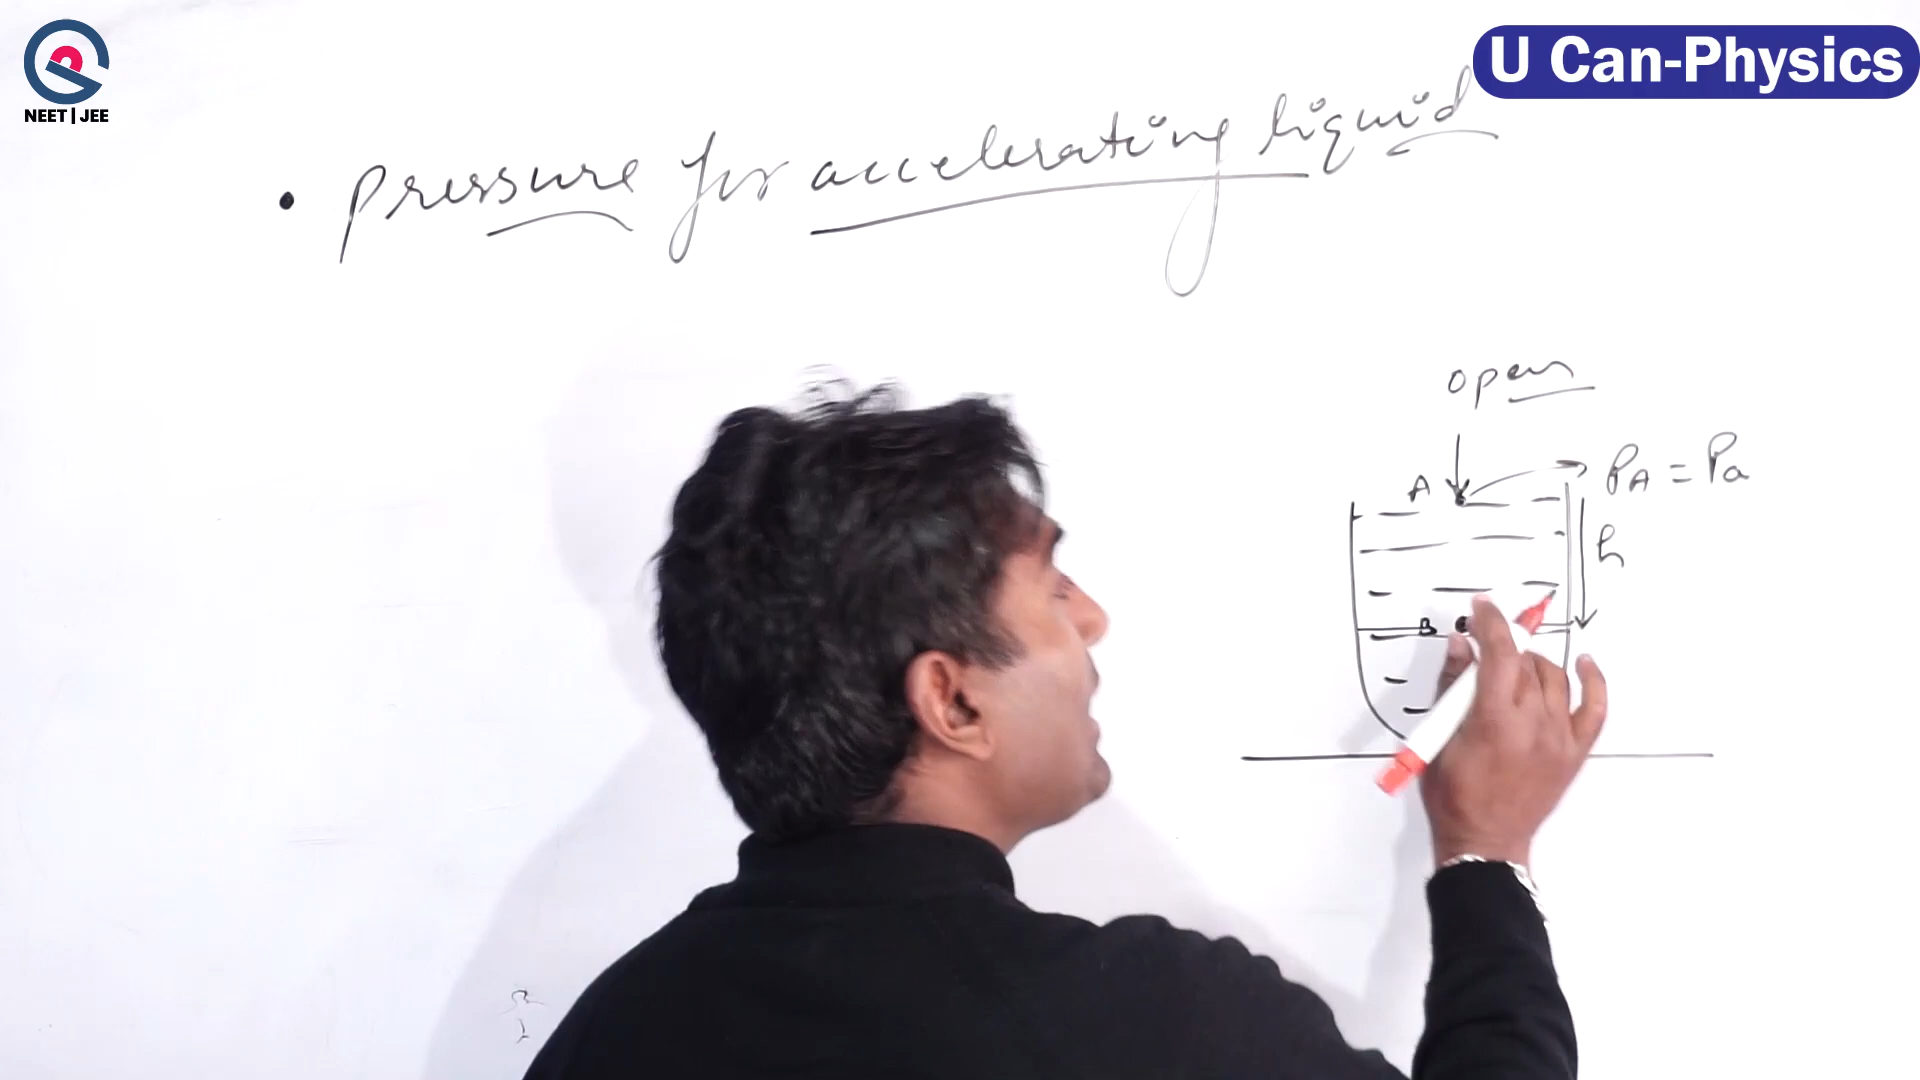 U Can-Physics
NEET | JEE
• Pressure for accelerating liquid
open
A
PA = Pa
h
B